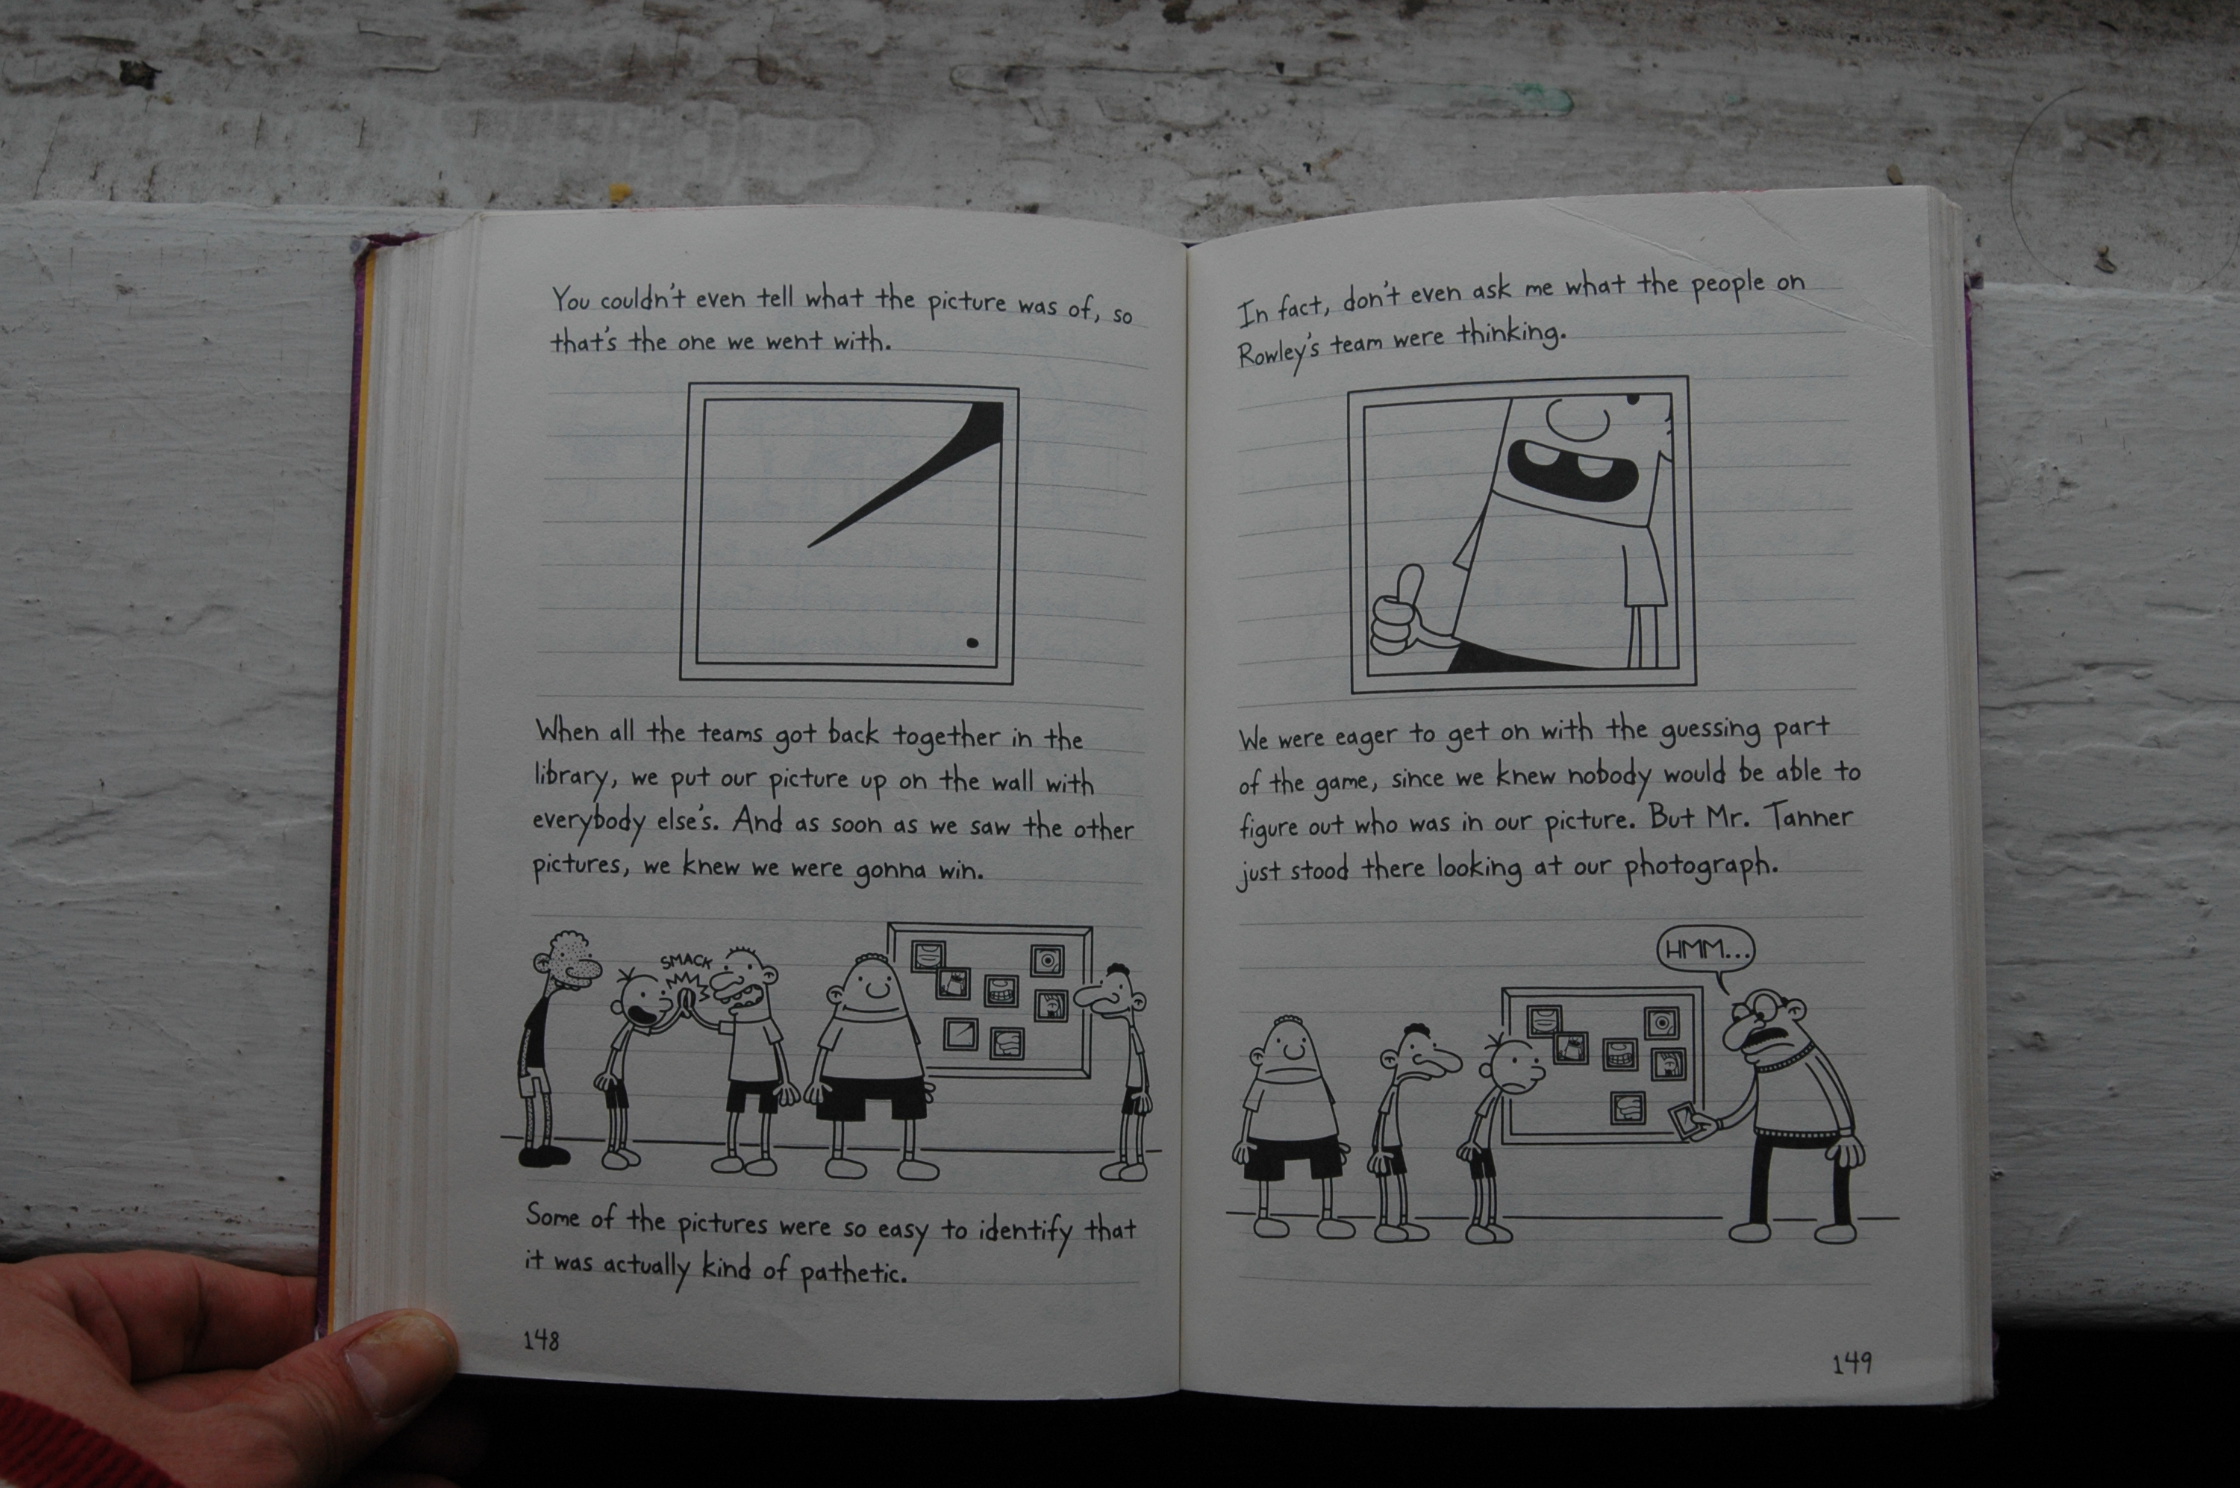 You couldn't even tell what the picture was of, so
that's the one we went with.
When all the teams got back together in the
library, we put our picture up on the wall with
everybody else's. And as soon as we saw the other
pictures, we knew we were gonna win.
SMACK
Some of the pictures were so easy to identify that
it was actually kind of pathetic.
148
In fact, don't even ask me what the people on
Rowley's team were thinking.
We were eager to get on with the guessing part
of the game, since we knew nobody would be able to
figure out who was in our picture. But Mr. Tanner
just stood there looking at our photograph.
HMM...
149